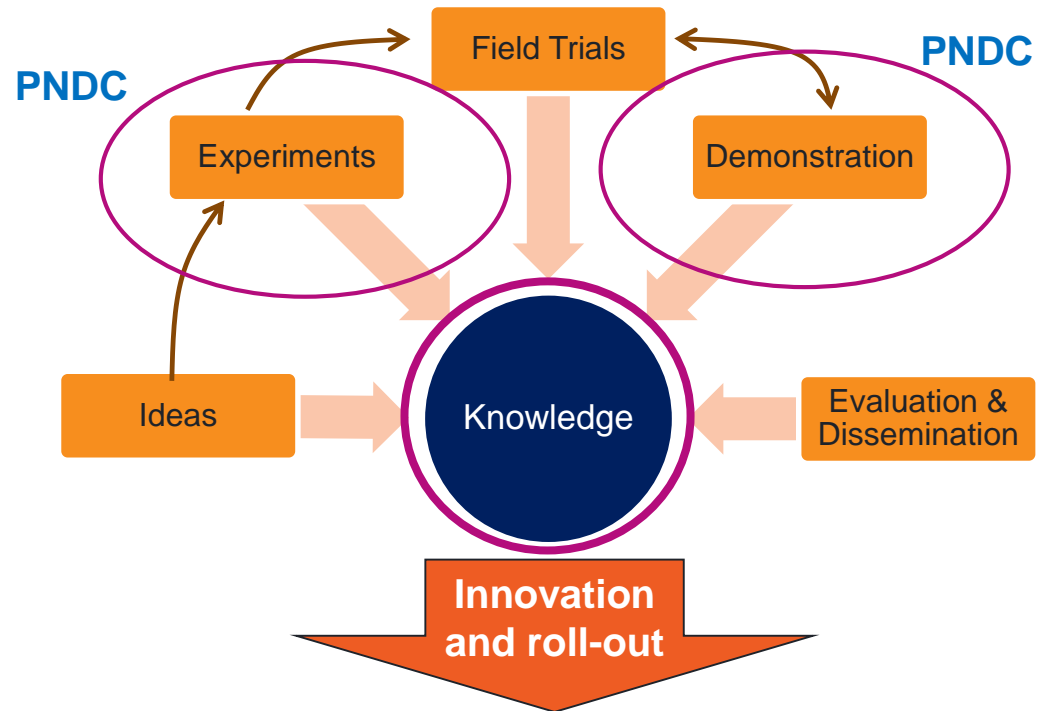 Field Trials
PNDC
PNDC
Experiments
Demonstration
Ideas
Knowledge
Evaluation &
Dissemination
Innovation
and roll-out